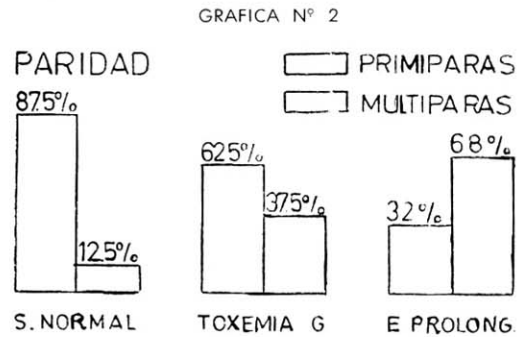 GRAFICA Nº 2
PARIDAD
PRIMIPARAS
MULTIPARAS
87.5%
12.5%
62.5%
37.5%
32%
68%
S. NORMAL
TOXEMIA G
E PROLONG.